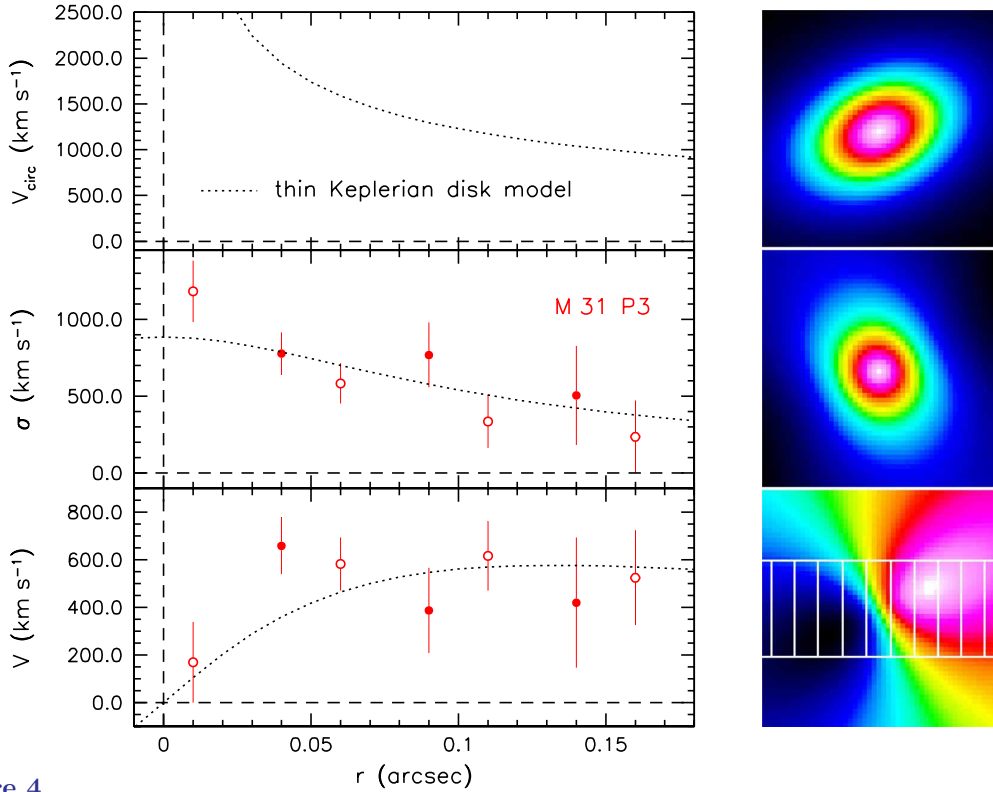 2500.0
2000.0
1500.0
1000.0
500.0
0.0
V_circ (km s⁻¹)
thin Keplerian disk model
1000.0
500.0
0.0
σ (km s⁻¹)
M 31 P3
800.0
600.0
400.0
200.0
0.0
V (km s⁻¹)
0
0.05
0.1
0.15
r (arcsec)
re 4